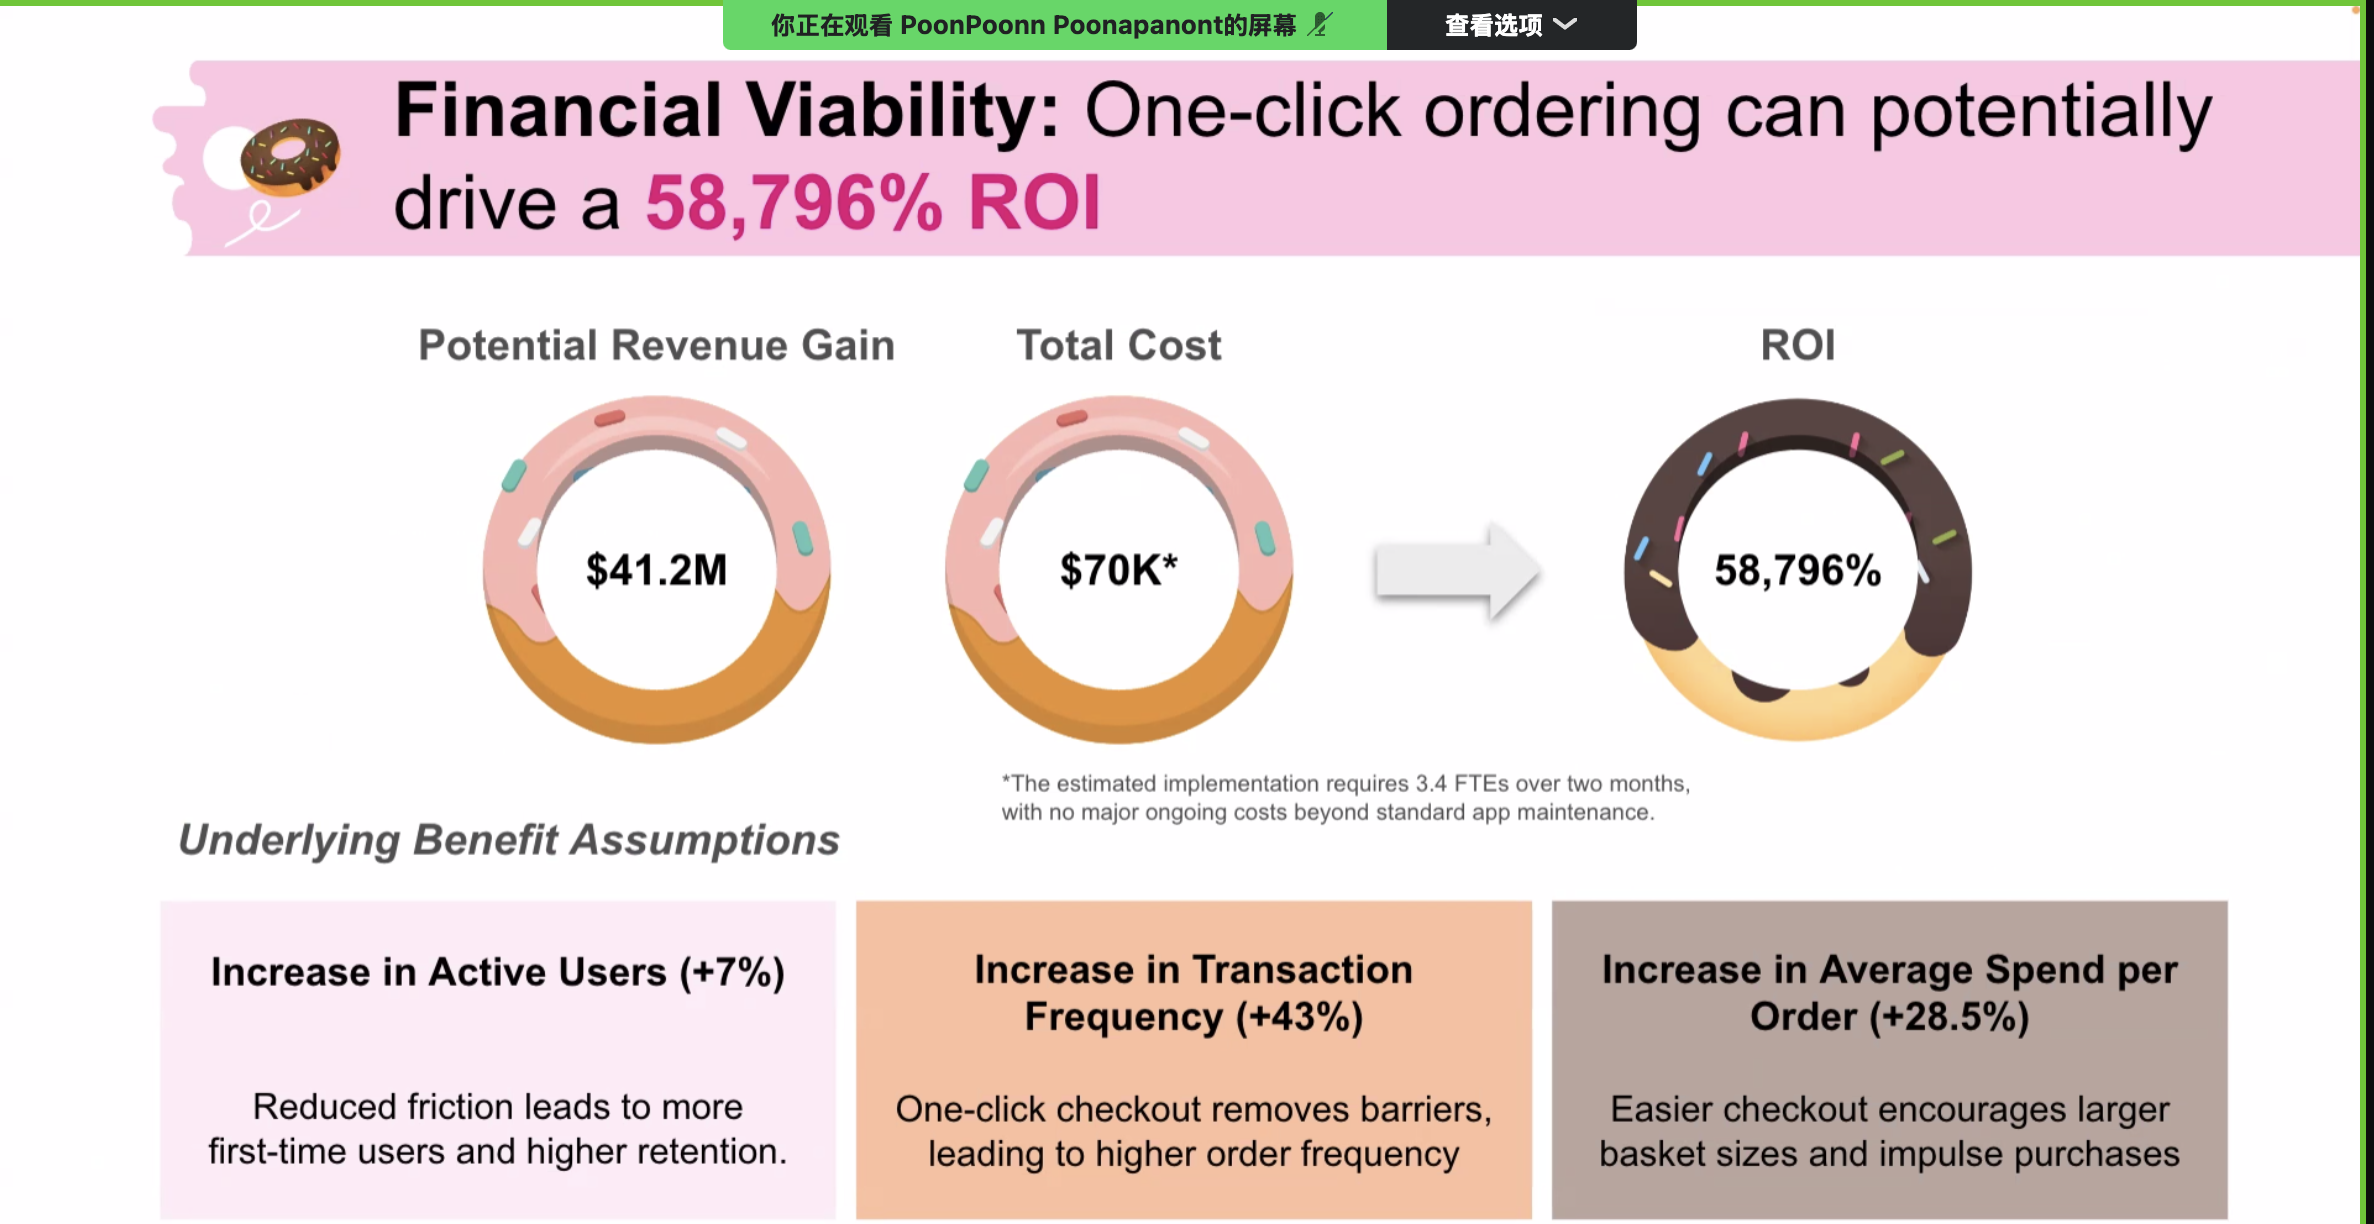 你正在观看 PoonPoonn Poonapanont的屏幕
查看选项
Financial Viability: One-click ordering can potentially
drive a 58,796% ROI
Potential Revenue Gain
Total Cost
ROI
$41.2M
$70K*
58,796%
*The estimated implementation requires 3.4 FTEs over two months,
with no major ongoing costs beyond standard app maintenance.
Underlying Benefit Assumptions
Increase in Active Users (+7%)
Reduced friction leads to more
first-time users and higher retention.
Increase in Transaction
Frequency (+43%)
One-click checkout removes barriers,
leading to higher order frequency
Increase in Average Spend per
Order (+28.5%)
Easier checkout encourages larger
basket sizes and impulse purchases